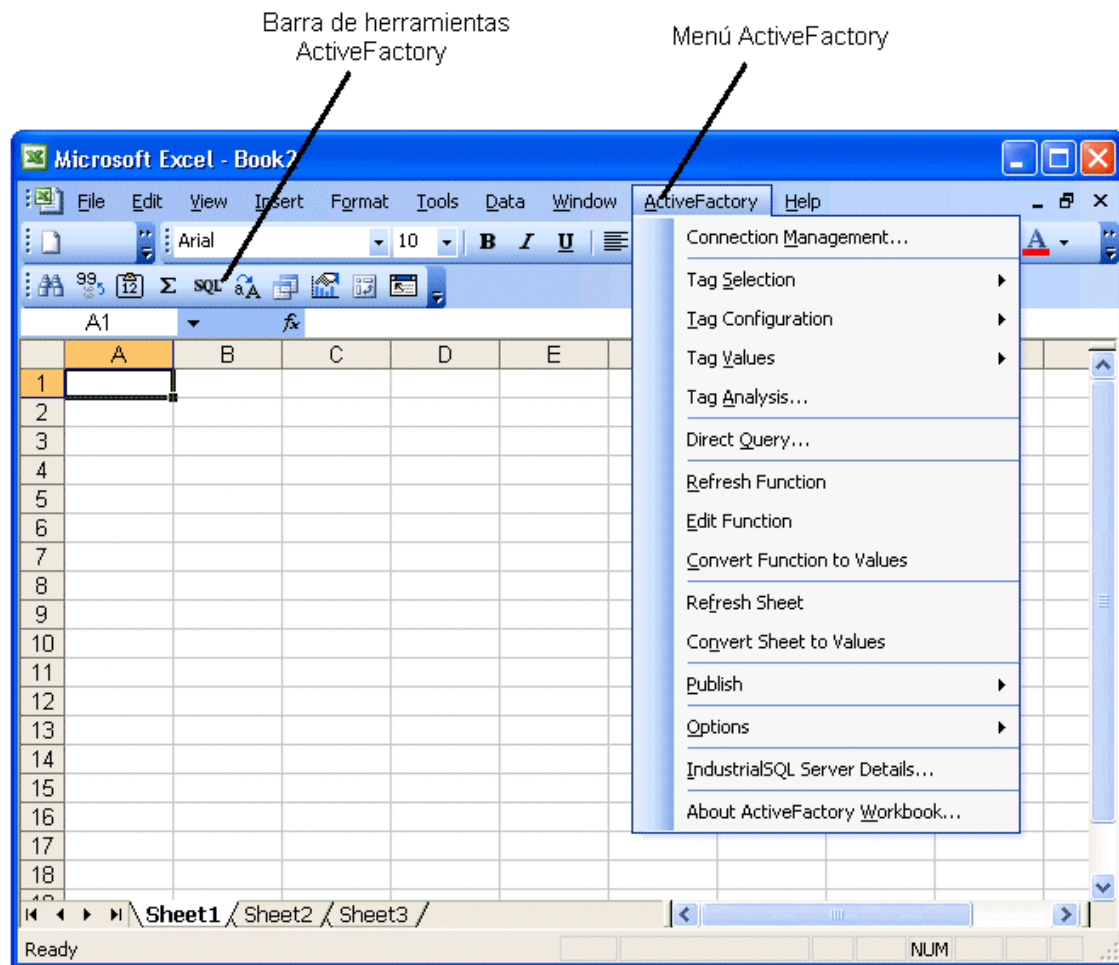 Barra de herramientas
ActiveFactory
Menú ActiveFactory
Microsoft Excel - Book2
File Edit View Insert Format Tools Data Window ActiveFactory Help
Arial 10 B I U A
SQL
A1 fx
A B C D E
1
2
3
4
5
6
7
8
9
10
11
12
13
14
15
16
17
18
Connection Management...
Tag Selection
Tag Configuration
Tag Values
Tag Analysis...
Direct Query...
Refresh Function
Edit Function
Convert Function to Values
Refresh Sheet
Convert Sheet to Values
Publish
Options
IndustrialSQL Server Details...
About ActiveFactory Workbook...
Sheet1 Sheet2 Sheet3
Ready NUM